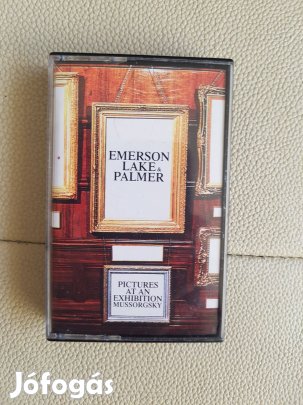 EMERSON
LAKE &
PALMER
PICTURES
AT AN
EXHIBITION
MUSSORGSKY
Jófogás